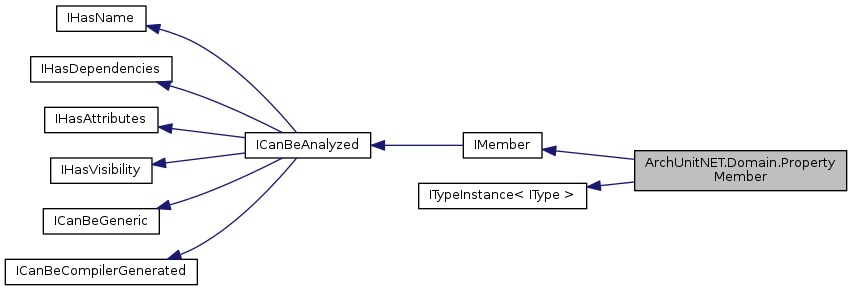 IHasName
IHasDependencies
IHasAttributes
ICanBeAnalyzed
IMember
IHasVisibility
ArchUnitNET.Domain.Property
Member
ITypeInstance< IType >
ICanBeGeneric
ICanBeCompilerGenerated